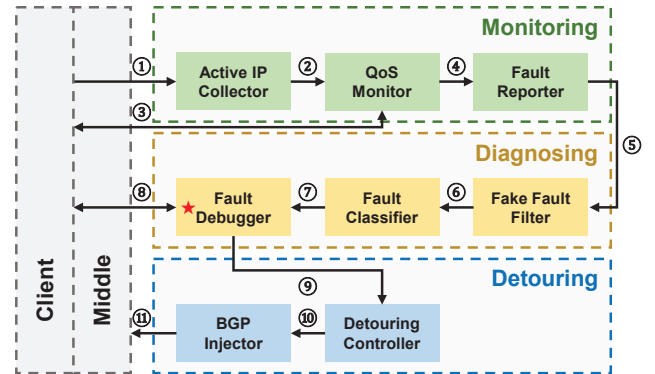 Monitoring
①
Active IP
Collector
②
QoS
Monitor
④
Fault
Reporter
③
⑤
Diagnosing
⑧
Fault
Debugger
⑦
Fault
Classifier
⑥
Fake Fault
Filter
Client
Middle
Detouring
⑨
⑪
BGP
Injector
⑩
Detouring
Controller